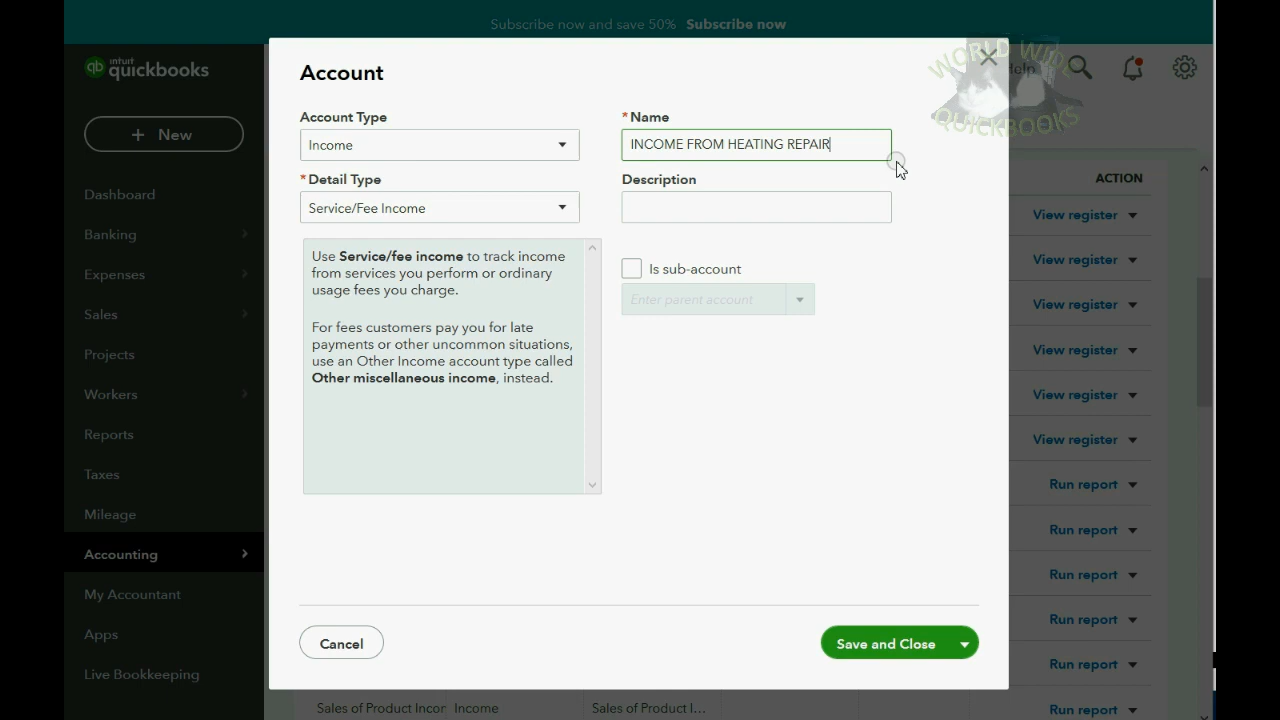 Subscribe now and save 50% Subscribe now
intuit
quickbooks
Help
WORLD WIDE
QUICKBOOKS
+ New
Dashboard
Banking
Expenses
Sales
Projects
Workers
Reports
Taxes
Mileage
Accounting
My Accountant
Apps
Live Bookkeeping
Account
Account Type
Income
* Detail Type
Service/Fee Income
Use Service/fee income to track income
from services you perform or ordinary
usage fees you charge.
For fees customers pay you for late
payments or other uncommon situations,
use an Other Income account type called
Other miscellaneous income, instead.
* Name
INCOME FROM HEATING REPAIR
Description
Is sub-account
Enter parent account
Cancel
Save and Close
ACTION
View register
View register
View register
View register
View register
View register
Run report
Run report
Run report
Run report
Run report
Sales of Product Incor Income Sales of Product I... Run report